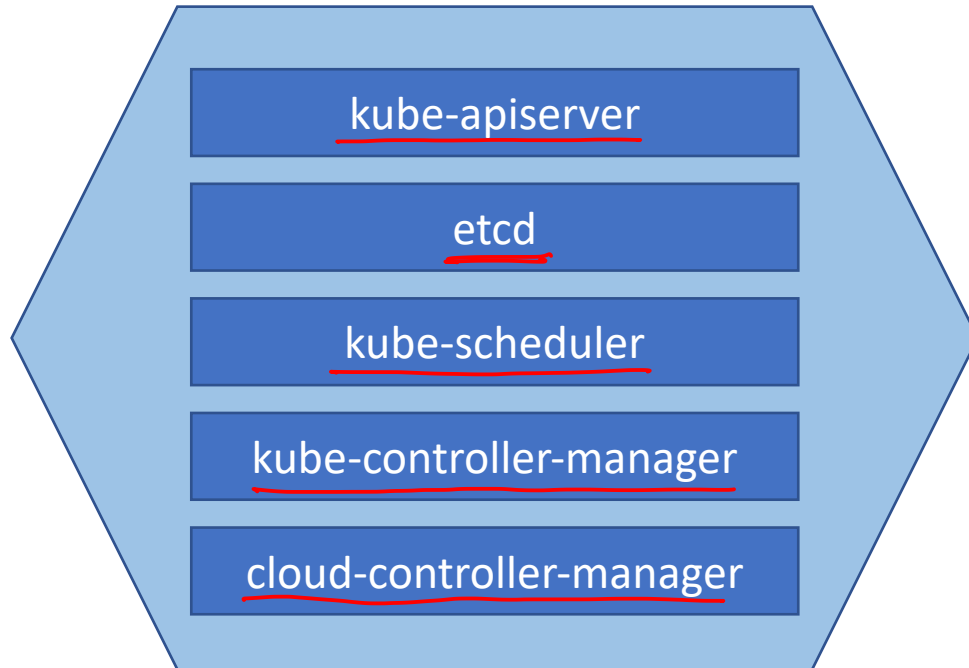 kube-apiserver
etcd
kube-scheduler
kube-controller-manager
cloud-controller-manager